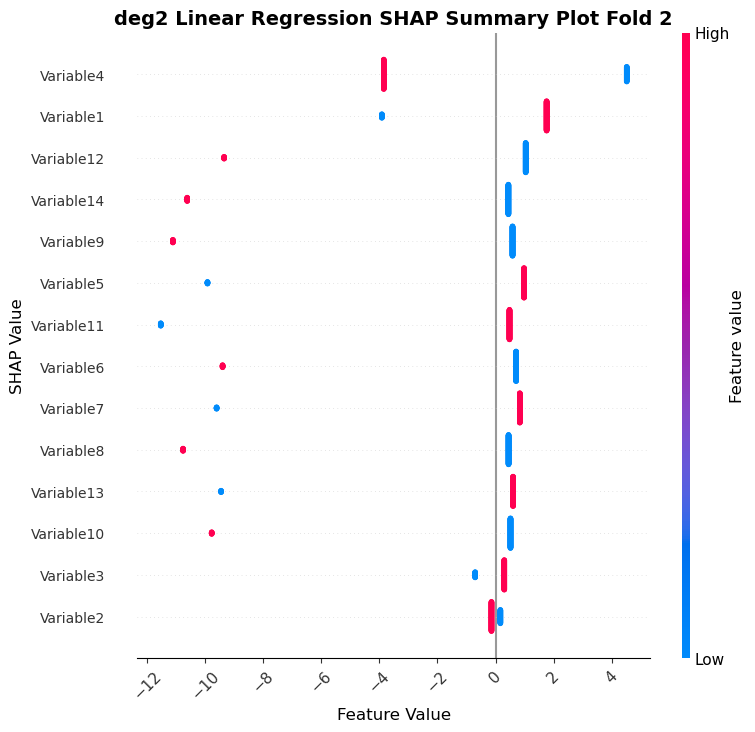 deg2 Linear Regression SHAP Summary Plot Fold 2
High
Variable4
Variable1
Variable12
Variable14
Variable9
Variable5
Variable11
Variable6
Variable7
Variable8
Variable13
Variable10
Variable3
Variable2
SHAP Value
Feature value
Low
−12 −10 −8 −6 −4 −2 0 2 4
Feature Value